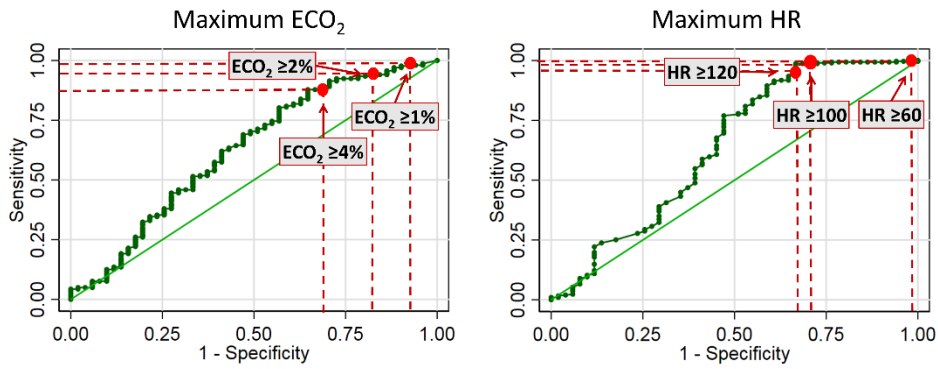 Maximum ECO₂
Sensitivity
1.00
0.75
0.50
0.25
0.00
ECO₂ ≥2%
ECO₂ ≥1%
ECO₂ ≥4%
0.00 0.25 0.50 0.75 1.00
1 - Specificity
Maximum HR
Sensitivity
1.00
0.75
0.50
0.25
0.00
HR ≥120
HR ≥100
HR ≥60
0.00 0.25 0.50 0.75 1.00
1 - Specificity